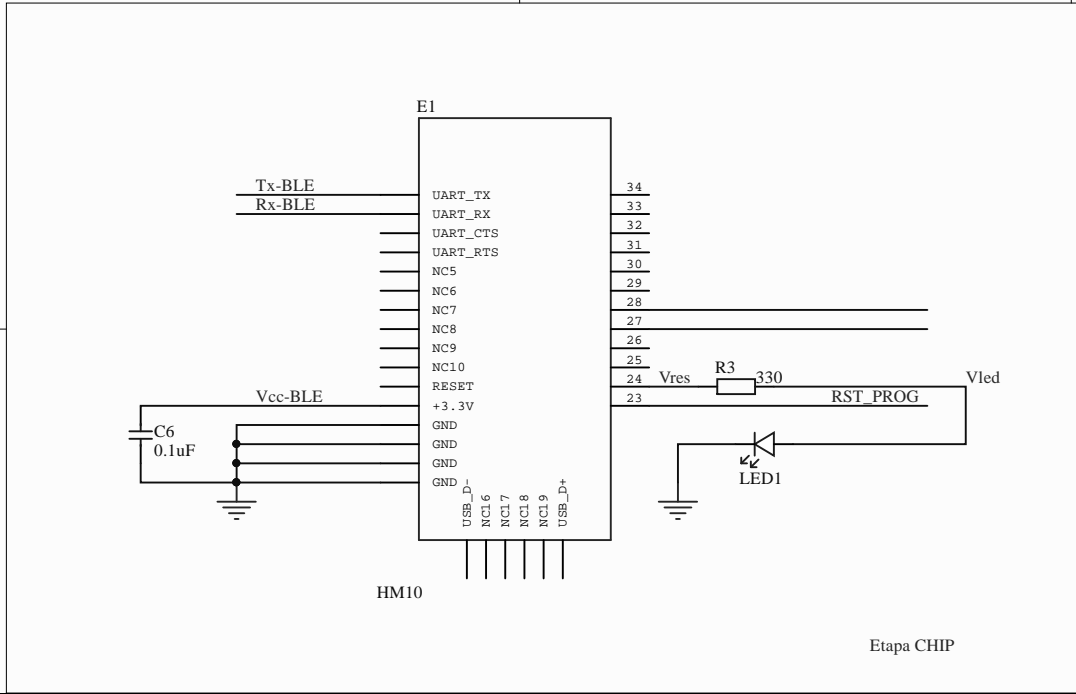 E1
Tx-BLE
Rx-BLE
UART_TX
UART_RX
UART_CTS
UART_RTS
NC5
NC6
NC7
NC8
NC9
NC10
RESET
Vcc-BLE
+3.3V
GND
GND
GND
GND
C6
0.1uF
USB_D-
NC16
NC17
NC18
NC19
USB_D+
34
33
32
31
30
29
28
27
26
25
24
23
Vres
R3
330
Vled
RST_PROG
LED1
HM10
Etapa CHIP